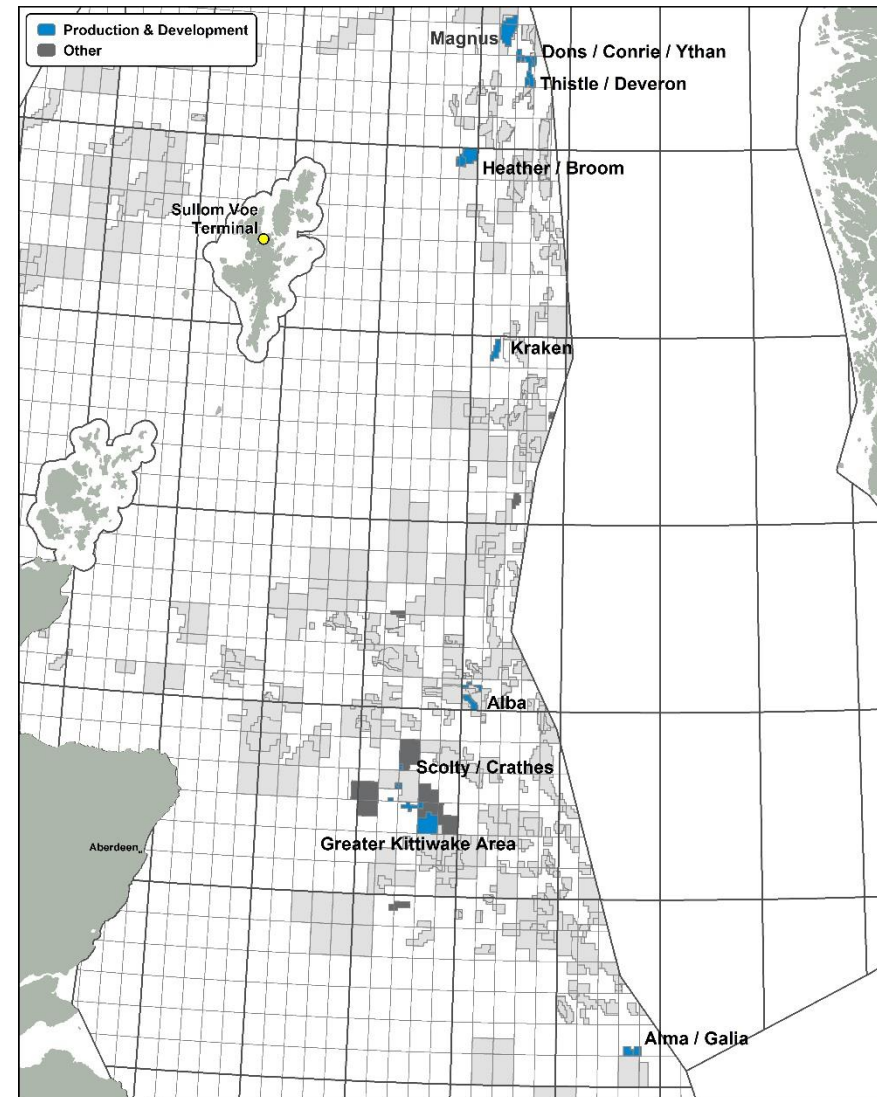 Production & Development
Other
Magnus
Dons / Conrie / Ythan
Thistle / Deveron
Heather / Broom
Sullom Voe
Terminal
Kraken
Alba
Scolty / Crathes
Greater Kittiwake Area
Aberdeen
Alma / Galia